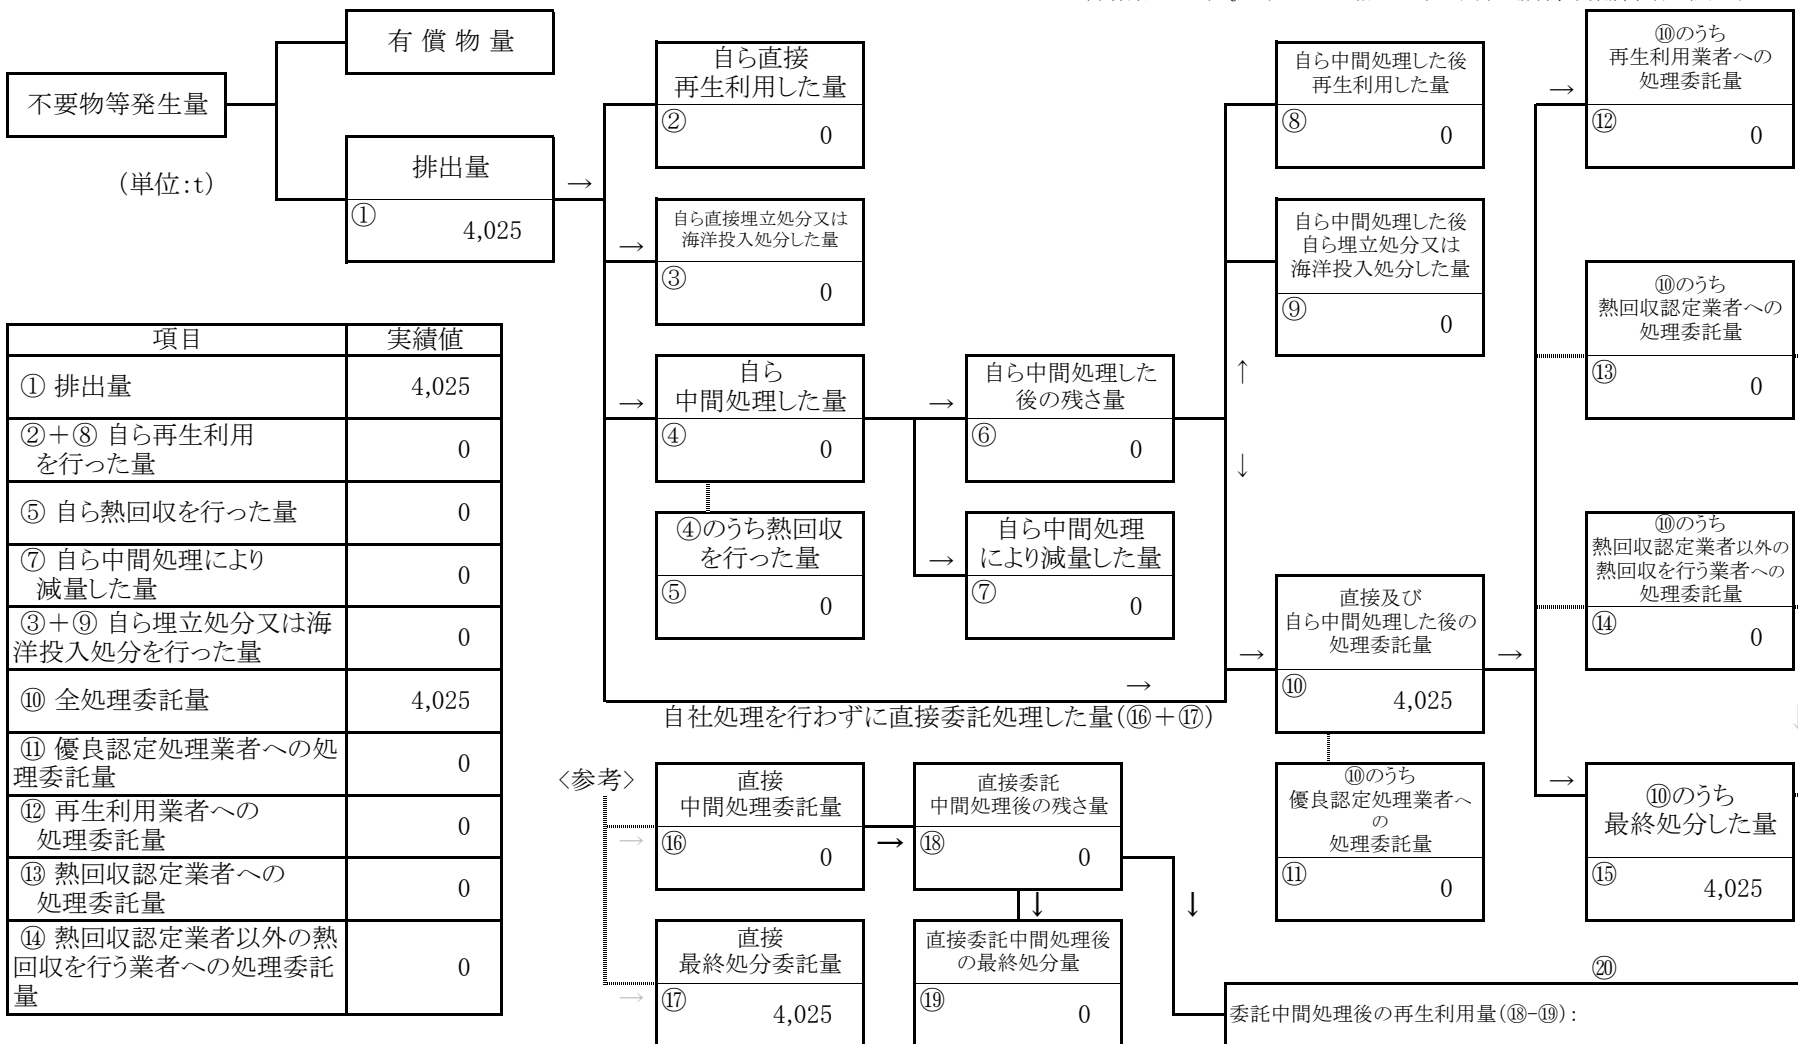 有 償 物 量
不要物等発生量
(単位:t)
排出量
①
4,025
→
自ら直接
再生利用した量
②
0
→
自ら直接埋立処分又は
海洋投入処分した量
③
0
→
自ら
中間処理した量
④
0
④のうち熱回収
を行った量
⑤
0
→
自ら中間処理した
後の残さ量
⑥
0
→
自ら中間処理
により減量した量
⑦
0
自ら中間処理した後
再生利用した量
⑧
0
自ら中間処理した後
自ら埋立処分又は
海洋投入処分した量
⑨
0
↑
↓
→
自社処理を行わずに直接委託処理した量(⑯+⑰)
→
直接及び
自ら中間処理した後の
処理委託量
⑩
4,025
→
⑩のうち
優良認定処理業者へ
の
処理委託量
⑪
0
→
⑩のうち
再生利用業者への
処理委託量
⑫
0
⑩のうち
熱回収認定業者への
処理委託量
⑬
0
⑩のうち
熱回収認定業者以外の
熱回収を行う業者への
処理委託量
⑭
0
→
⑩のうち
最終処分した量
⑮
4,025
項目 実績値
① 排出量 4,025
②+⑧ 自ら再生利用
を行った量
0
⑤ 自ら熱回収を行った量 0
⑦ 自ら中間処理により
減量した量
0
③+⑨ 自ら埋立処分又は海
洋投入処分を行った量
0
⑩ 全処理委託量 4,025
⑪ 優良認定処理業者への処
理委託量
0
⑫ 再生利用業者への
処理委託量
0
⑬ 熱回収認定業者への
処理委託量
0
⑭ 熱回収認定業者以外の熱
回収を行う業者への処理委託
量
0
<参考>
→
直接
中間処理委託量
⑯
0
→
直接委託
中間処理後の残さ量
⑱
0
↓
↓
→
直接
最終処分委託量
⑰
4,025
直接委託中間処理後
の最終処分量
⑲
0
⑳
委託中間処理後の再生利用量(⑱-⑲):